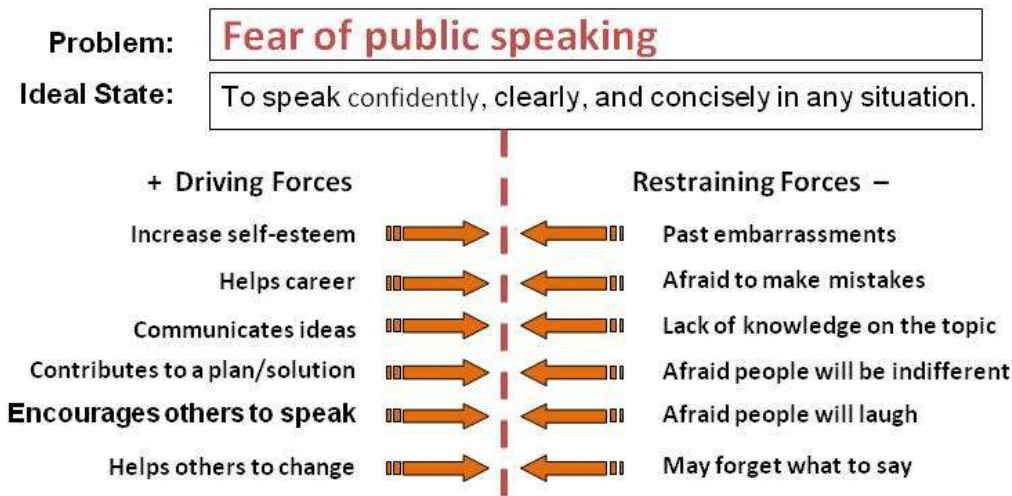 Problem: Fear of public speaking
Ideal State: To speak confidently, clearly, and concisely in any situation.
+ Driving Forces Restraining Forces –
Increase self-esteem Past embarrassments
Helps career Afraid to make mistakes
Communicates ideas Lack of knowledge on the topic
Contributes to a plan/solution Afraid people will be indifferent
Encourages others to speak Afraid people will laugh
Helps others to change May forget what to say